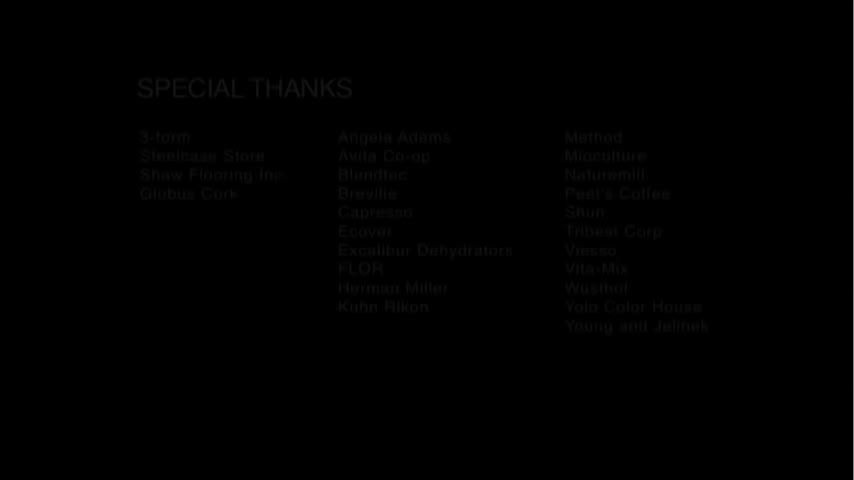 SPECIAL THANKS
3-form
Steelcase Store
Shaw Flooring Inc.
Globus Cork
Angela Adams
Avita Co-op
Blendtec
Breville
Capresso
Ecover
Excalibur Dehydrators
FLOR
Herman Miller
Kuhn Rikon
Method
Mioculture
Naturemill
Peet's Coffee
Shun
Tribest Corp
Viesso
Vita-Mix
Wusthof
Yolo Color House
Young and Jelinek